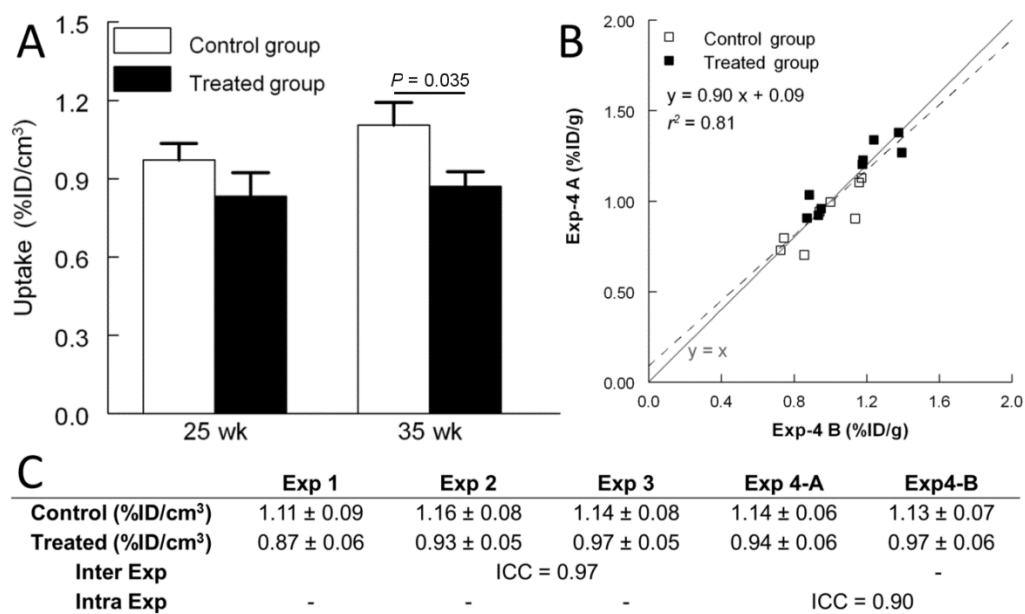 A
Uptake (%ID/cm³)
1.5
1.2
0.9
0.6
0.3
0.0
Control group
Treated group
P = 0.035
25 wk
35 wk
B
Exp-4 A (%ID/g)
2.00
1.50
1.00
0.50
0.00
Control group
Treated group
y = 0.90 x + 0.09
r² = 0.81
y = x
0.0 0.4 0.8 1.2 1.6 2.0
Exp-4 B (%ID/g)
C
Exp 1 Exp 2 Exp 3 Exp 4-A Exp4-B
Control (%ID/cm³) 1.11 ± 0.09 1.16 ± 0.08 1.14 ± 0.08 1.14 ± 0.06 1.13 ± 0.07
Treated (%ID/cm³) 0.87 ± 0.06 0.93 ± 0.05 0.97 ± 0.05 0.94 ± 0.06 0.97 ± 0.06
Inter Exp ICC = 0.97 -
Intra Exp - - - ICC = 0.90